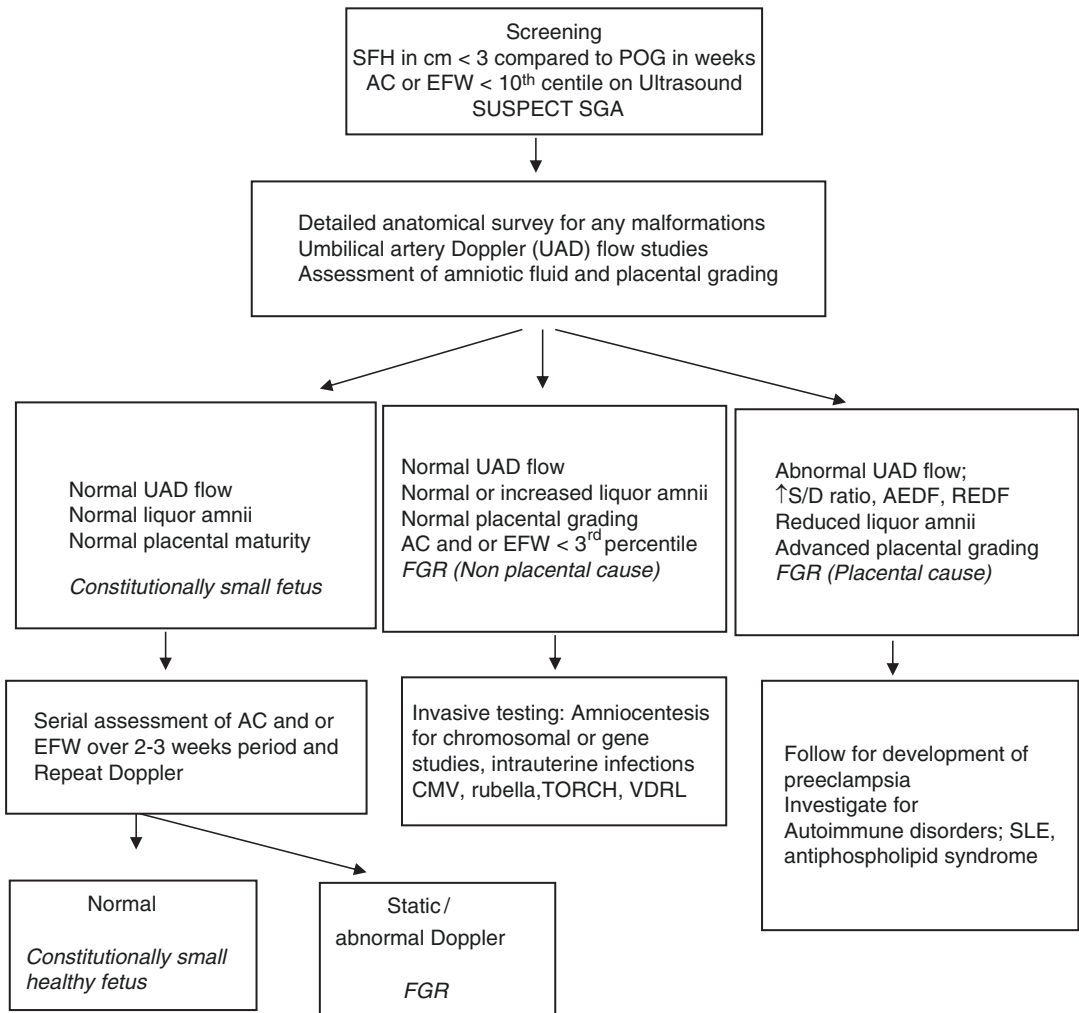 Screening
SFH in cm < 3 compared to POG in weeks
AC or EFW < 10th centile on Ultrasound
SUSPECT SGA
Detailed anatomical survey for any malformations
Umbilical artery Doppler (UAD) flow studies
Assessment of amniotic fluid and placental grading
Normal UAD flow
Normal liquor amnii
Normal placental maturity
Constitutionally small fetus
Normal UAD flow
Normal or increased liquor amnii
Normal placental grading
AC and or EFW < 3rd percentile
FGR (Non placental cause)
Abnormal UAD flow;
↑S/D ratio, AEDF, REDF
Reduced liquor amnii
Advanced placental grading
FGR (Placental cause)
Serial assessment of AC and or
EFW over 2-3 weeks period and
Repeat Doppler
Invasive testing: Amniocentesis
for chromosomal or gene
studies, intrauterine infections
CMV, rubella,TORCH, VDRL
Follow for development of
preeclampsia
Investigate for
Autoimmune disorders; SLE,
antiphospholipid syndrome
Normal
Constitutionally small
healthy fetus
Static/
abnormal Doppler
FGR